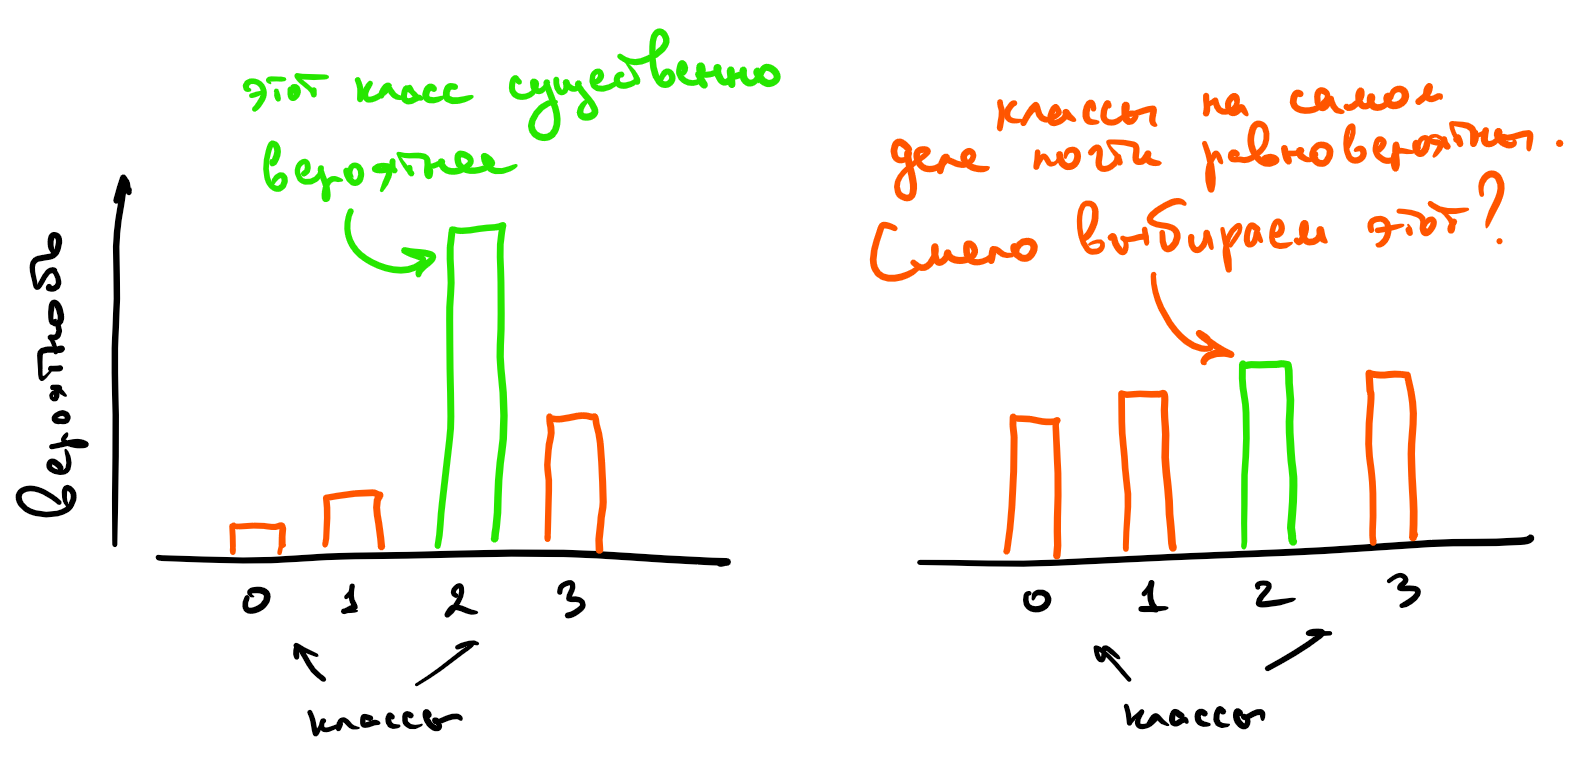 этот класс существенно
вероятнее
вероятность
0 1 2 3
классы
классы на самом
деле почти равновероятны.
Смело выбираем этот?
0 1 2 3
классы